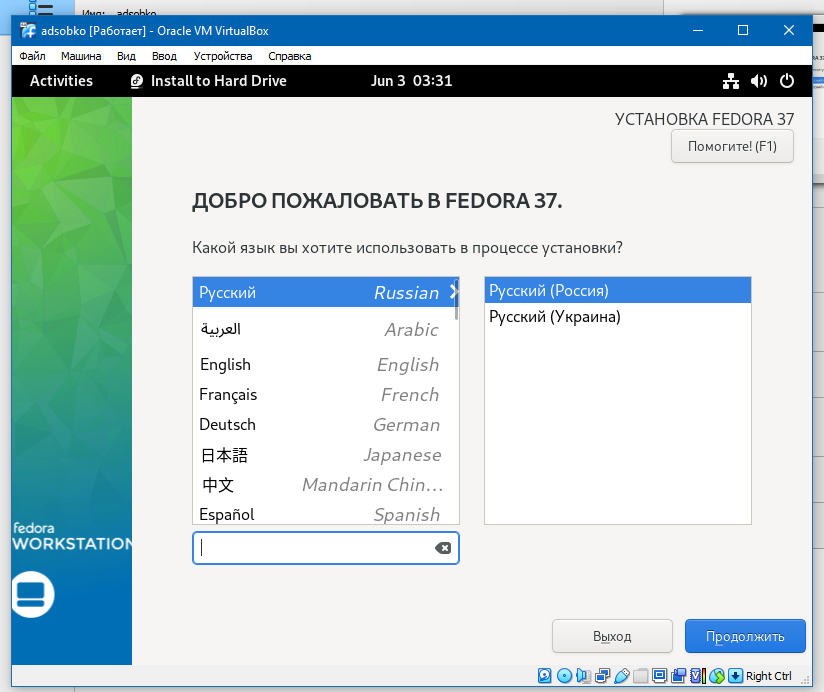 Имя: adsobko
adsobko [Работает] - Oracle VM VirtualBox
Файл Машина Вид Ввод Устройства Справка
Activities Install to Hard Drive Jun 3 03:31
УСТАНОВКА FEDORA 37
Помогите! (F1)
ДОБРО ПОЖАЛОВАТЬ В FEDORA 37.
Какой язык вы хотите использовать в процессе установки?
Русский Russian
العربية Arabic
English English
Français French
Deutsch German
日本語 Japanese
中文 Mandarin Chin...
Español Spanish
Русский (Россия)
Русский (Украина)
fedora
WORKSTATION
Выход Продолжить
Right Ctrl